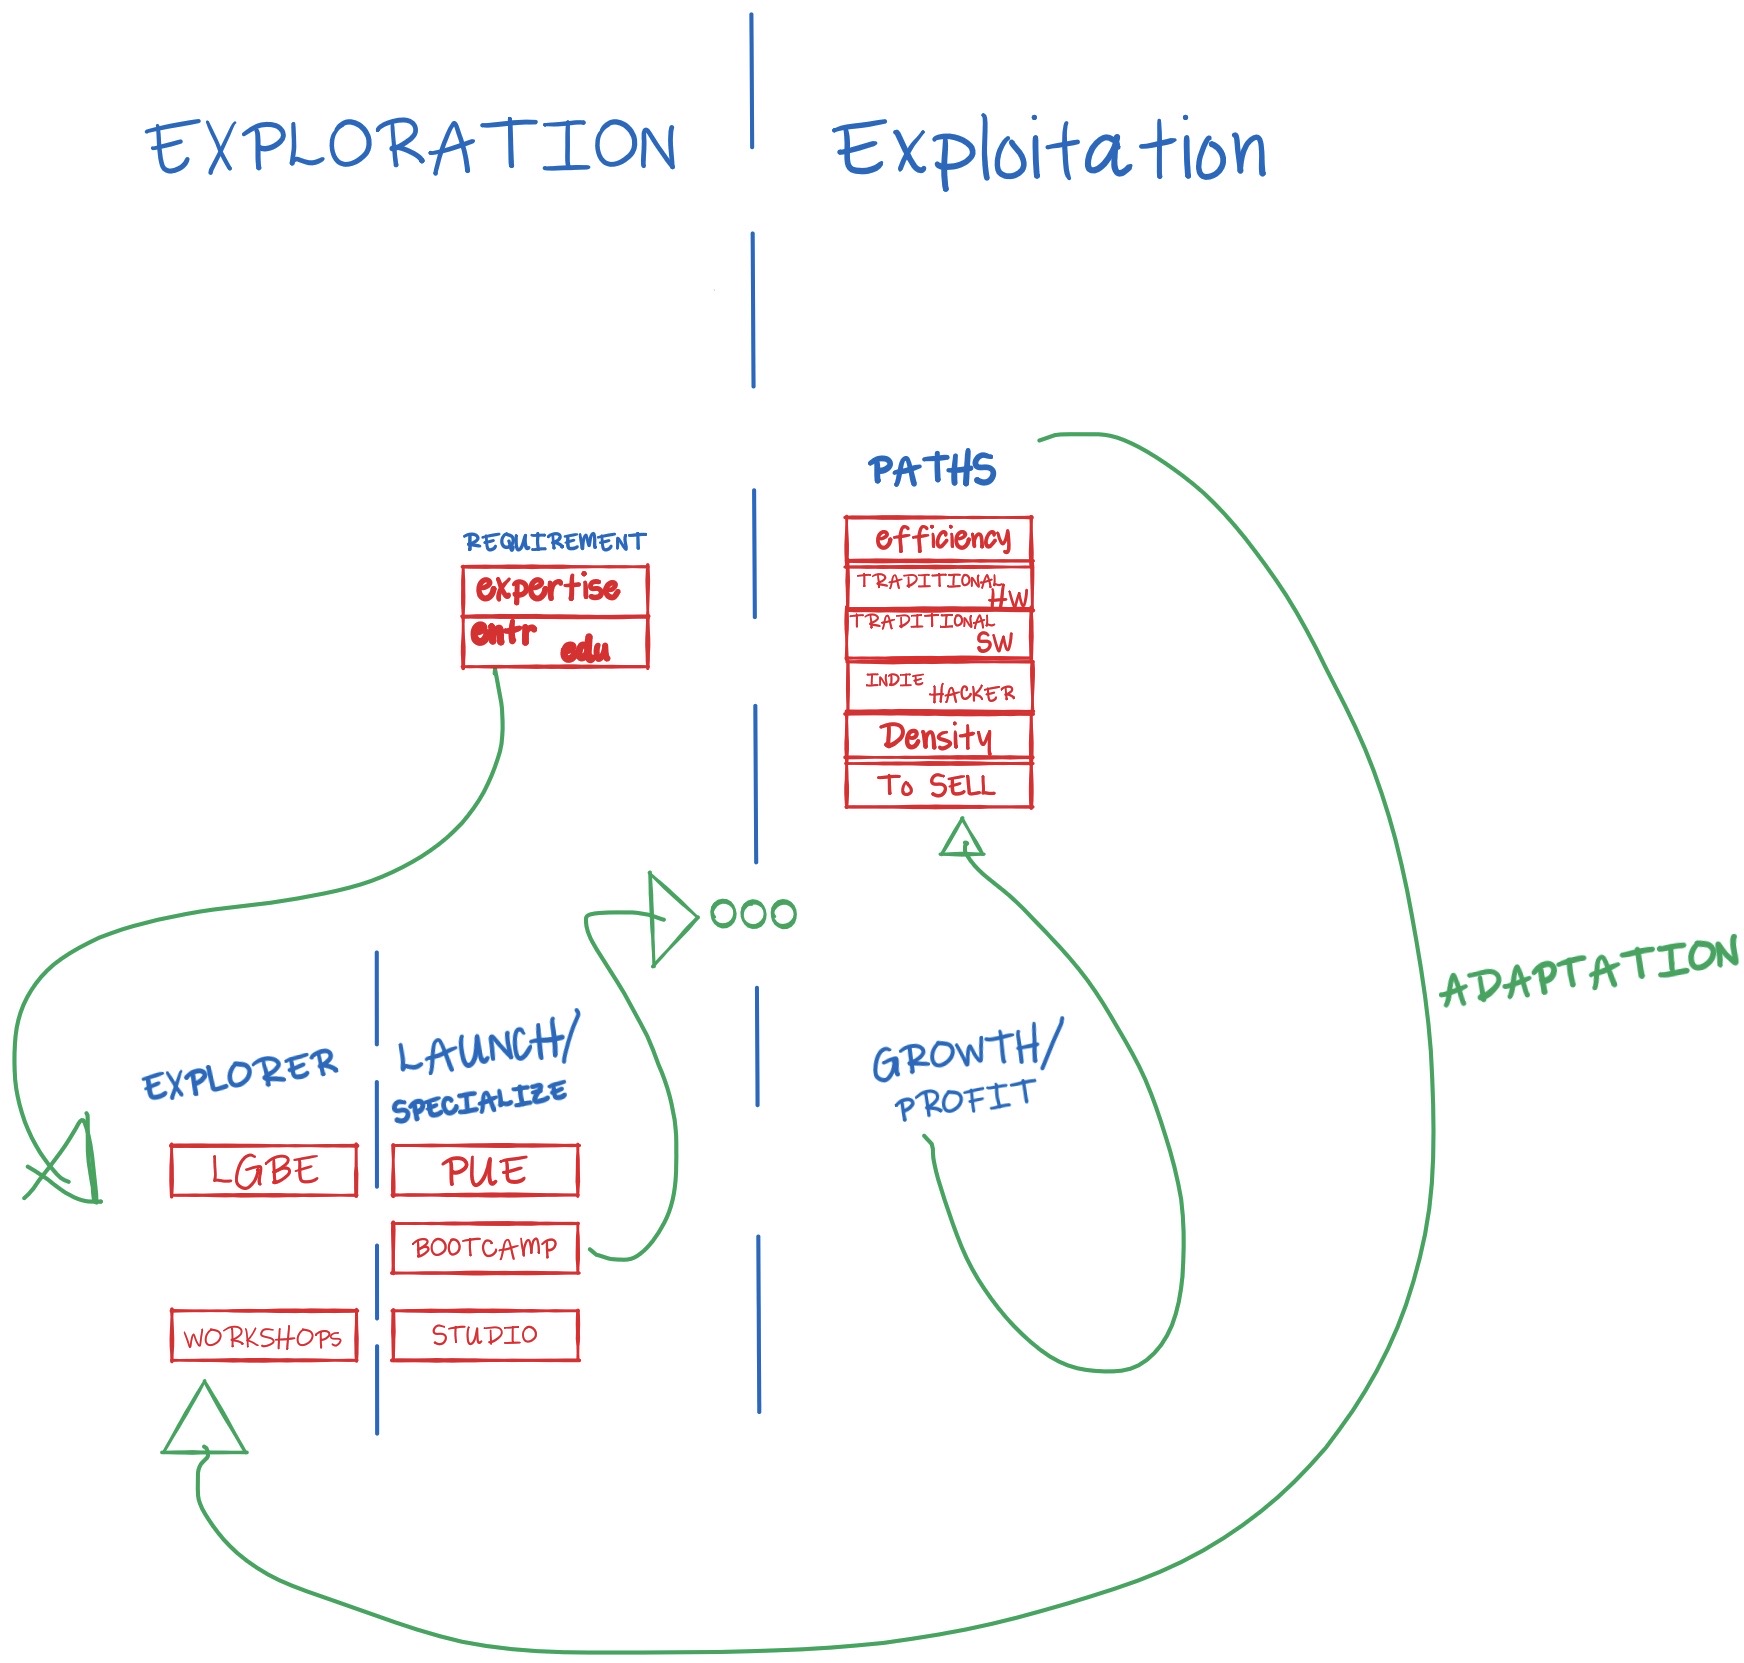 EXPLORATION
Exploitation
PATHS
efficiency
TRADITIONAL
HW
TRADITIONAL
SW
INDIE
HACKER
Density
To SELL
REQUIREMENT
expertise
entr
edu
ADAPTATION
EXPLORER
LAUNCH/
SPECIALIZE
LGBE
PUE
BOOTCAMP
WORKSHOPs
STUDIO
GROWTH/
PROFIT